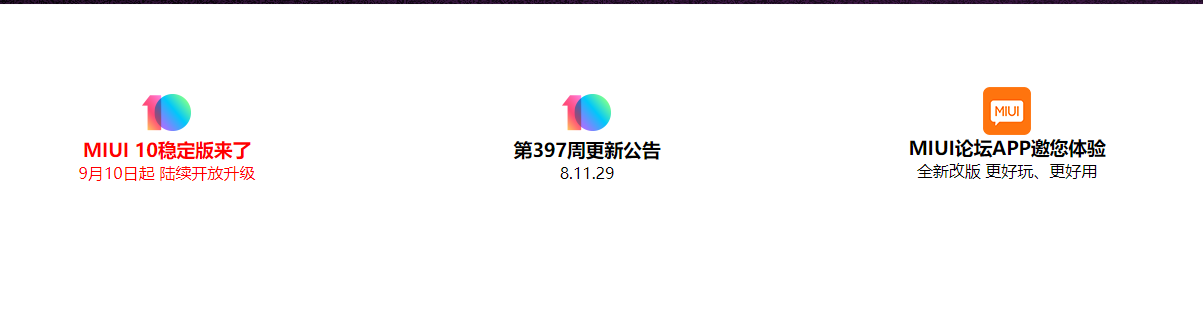 MIUI 10稳定版来了
9月10日起 陆续开放升级
第397周更新公告
8.11.29
MIUI
MIUI论坛APP邀您体验
全新改版 更好玩、更好用